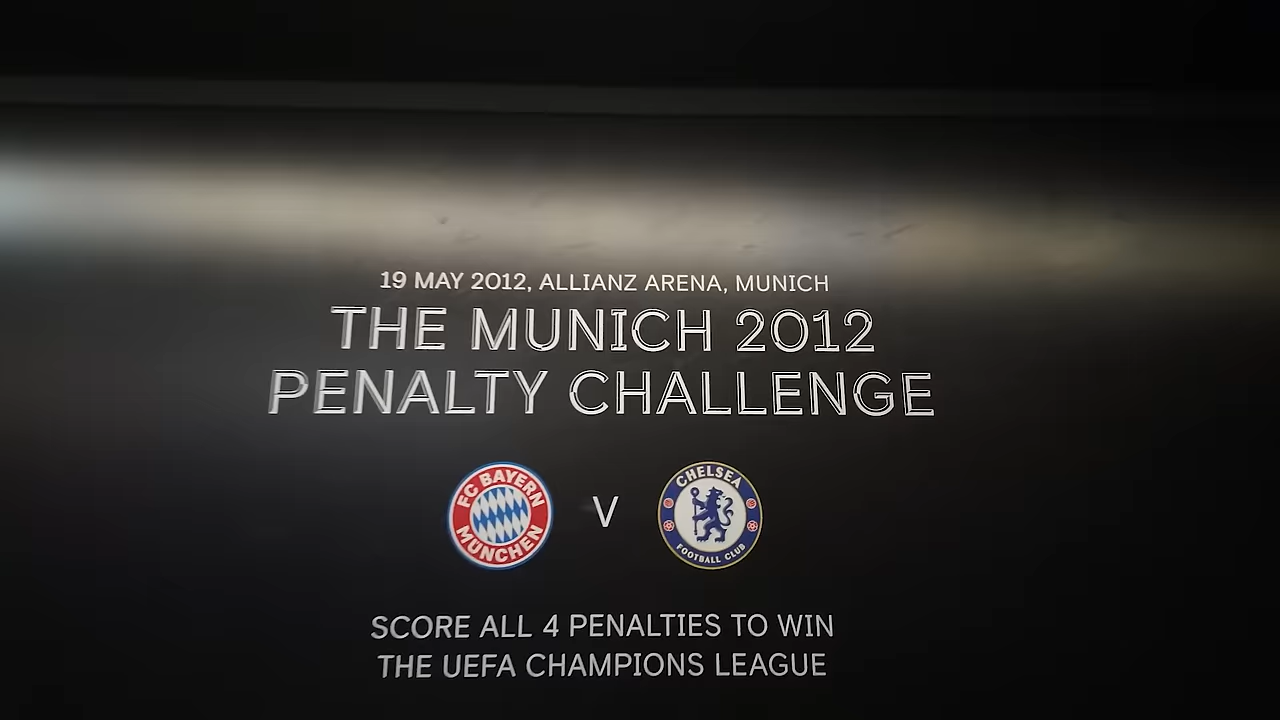 19 MAY 2012, ALLIANZ ARENA, MUNICH
THE MUNICH 2012
PENALTY CHALLENGE
FC BAYERN
MÜNCHEN
V
CHELSEA
FOOTBALL CLUB
SCORE ALL 4 PENALTIES TO WIN
THE UEFA CHAMPIONS LEAGUE